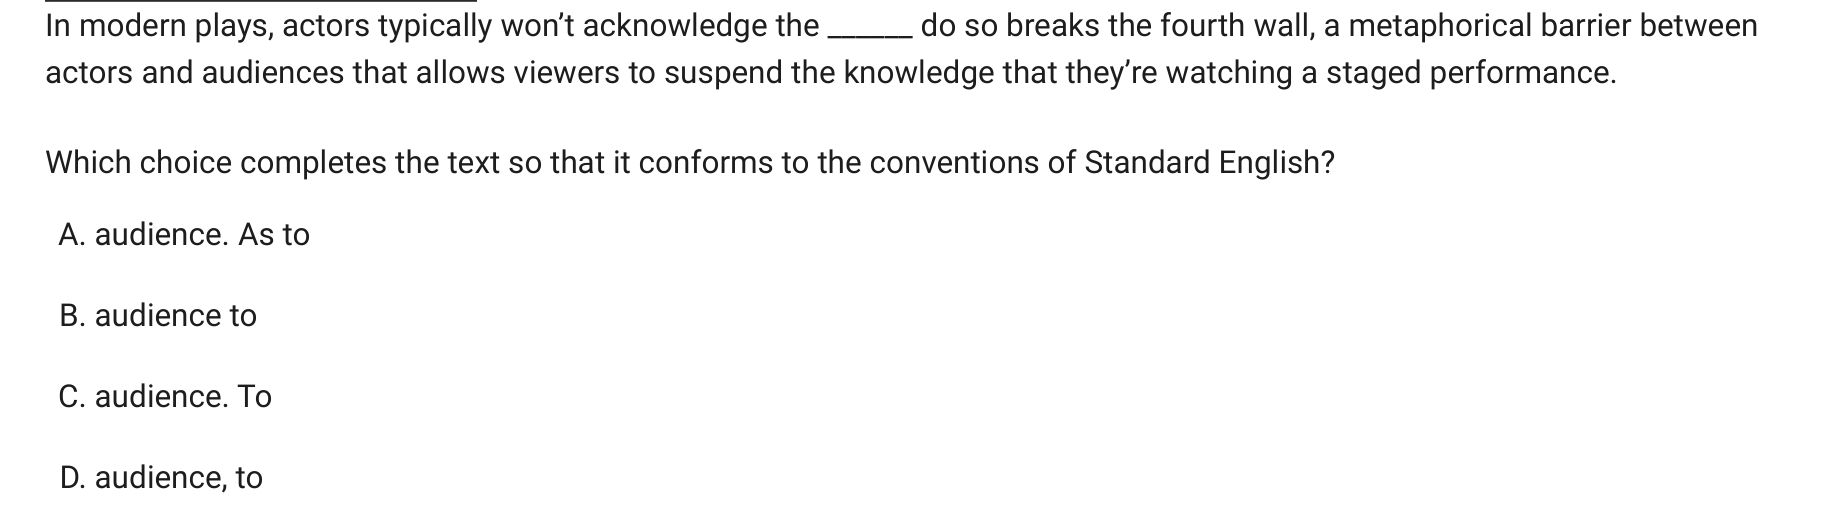 In modern plays, actors typically won’t acknowledge the ______ do so breaks the fourth wall, a metaphorical barrier between
actors and audiences that allows viewers to suspend the knowledge that they’re watching a staged performance.
Which choice completes the text so that it conforms to the conventions of Standard English?
A. audience. As to
B. audience to
C. audience. To
D. audience, to